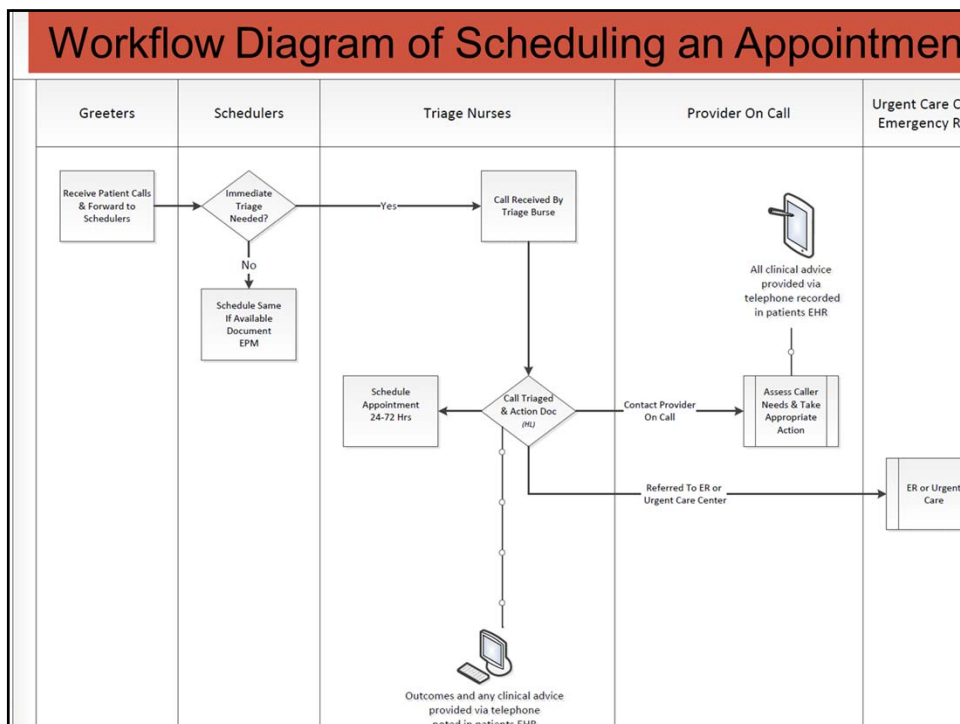 Workflow Diagram of Scheduling an Appointmen
Greeters
Schedulers
Triage Nurses
Provider On Call
Urgent Care C
Emergency R
Receive Patient Calls
& Forward to
Schedulers
Immediate
Triage
Needed?
Yes
Call Received By
Triage Burse
No
Schedule Same
If Available
Document
EPM
All clinical advice
provided via
telephone recorded
in patients EHR
Schedule
Appointment
24-72 Hrs
Call Triaged
& Action Doc
(HL)
Contact Provider
On Call
Assess Caller
Needs & Take
Appropriate
Action
Referred To ER or
Urgent Care Center
ER or Urgent
Care
Outcomes and any clinical advice
provided via telephone
noted in patients EHR